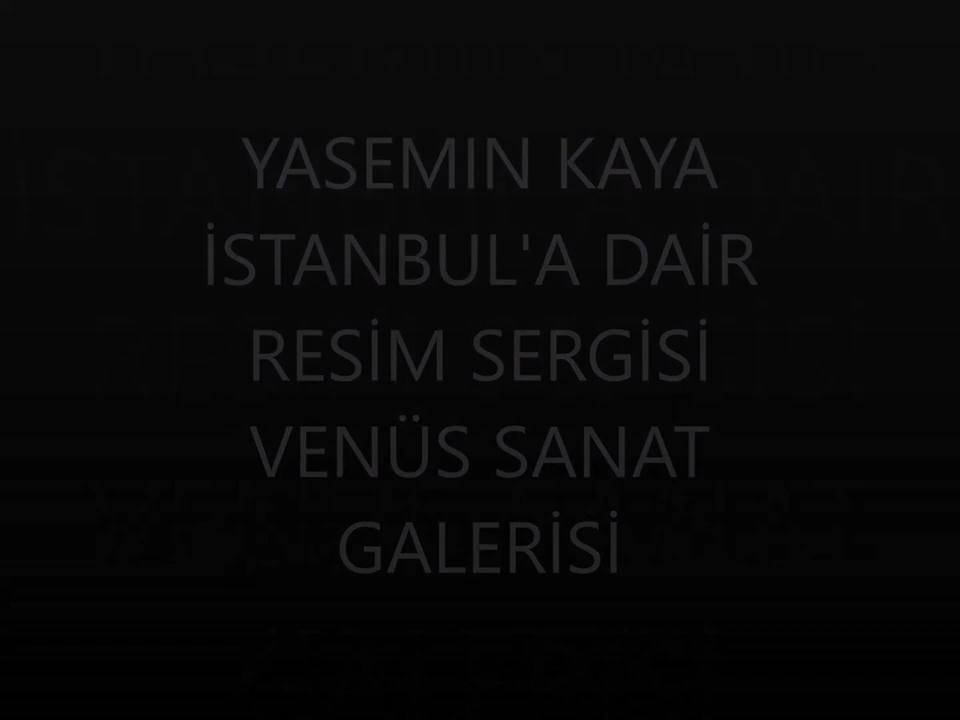 YASEMIN KAYA
İSTANBUL'A DAİR
RESİM SERGİSİ
VENÜS SANAT
GALERİSİ